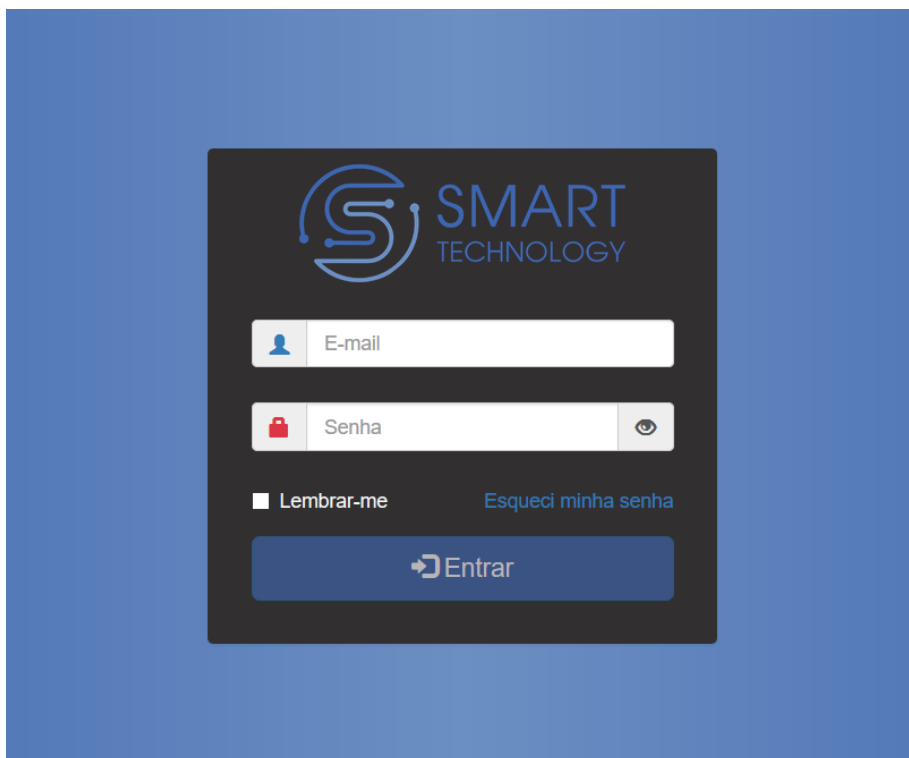 SMART
TECHNOLOGY
E-mail
Senha
Lembrar-me Esqueci minha senha
Entrar